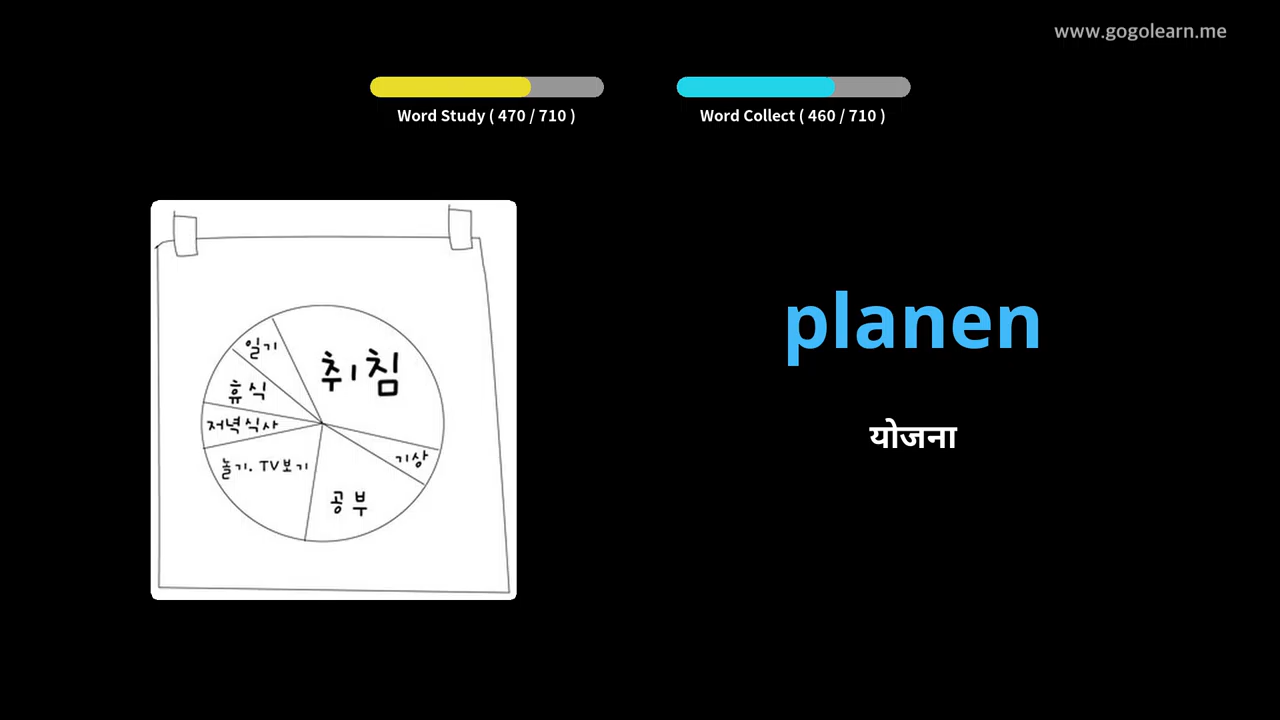 www.gogolearn.me
Word Study ( 470 / 710 )
Word Collect ( 460 / 710 )
일기
취침
휴식
저녁식사
놀기. TV보기
기상
공부
planen
योजना